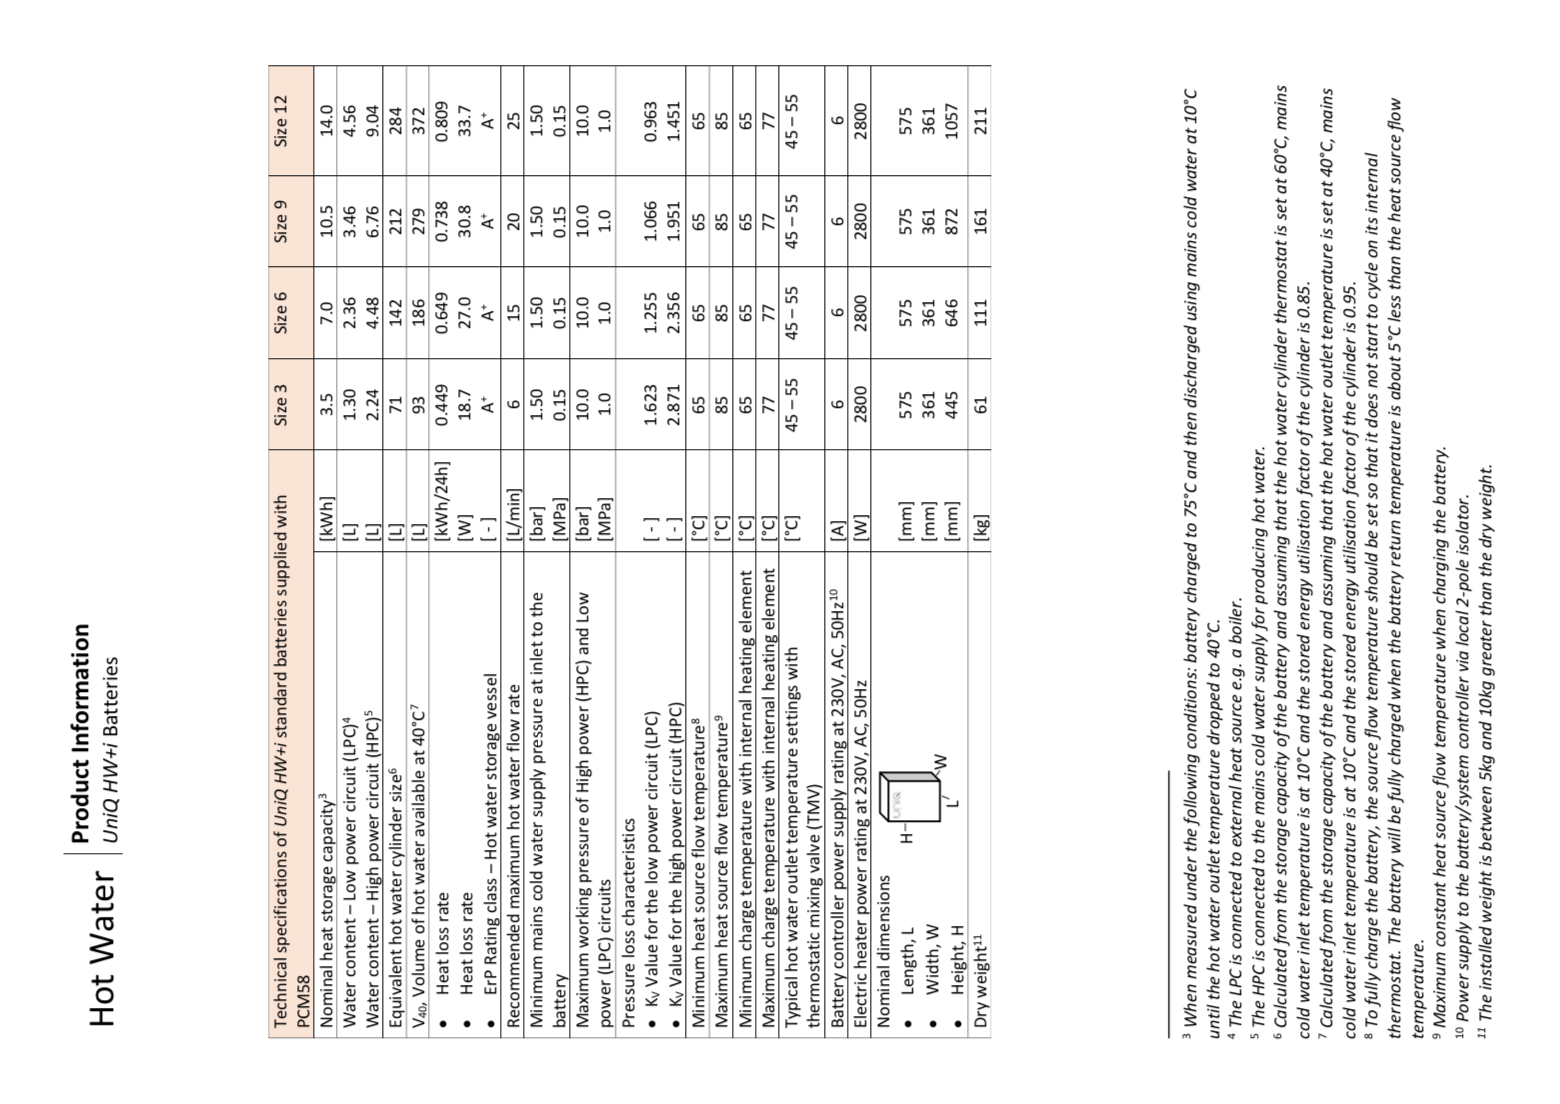 Hot Water
Product Information
UniQ HW+i Batteries
Technical specifications of UniQ HW+i standard batteries supplied with PCM58 Size 3 Size 6 Size 9 Size 12
Nominal heat storage capacity³ [kWh] 3.5 7.0 10.5 14.0
Water content – Low power circuit (LPC)⁴ [L] 1.30 2.36 3.46 4.56
Water content – High power circuit (HPC)⁵ [L] 2.24 4.48 6.76 9.04
Equivalent hot water cylinder size⁶ [L] 71 142 212 284
V₄₀, Volume of hot water available at 40°C⁷ [L] 93 186 279 372
• Heat loss rate [kWh/24h] 0.449 0.649 0.738 0.809
• Heat loss rate [W] 18.7 27.0 30.8 33.7
• ErP Rating class – Hot water storage vessel [ - ] A⁺ A⁺ A⁺ A⁺
Recommended maximum hot water flow rate [L/min] 6 15 20 25
Minimum mains cold water supply pressure at inlet to the [bar] 1.50 1.50 1.50 1.50
battery [MPa] 0.15 0.15 0.15 0.15
Maximum working pressure of High power (HPC) and Low [bar] 10.0 10.0 10.0 10.0
power (LPC) circuits [MPa] 1.0 1.0 1.0 1.0
Pressure loss characteristics
• Kᵥ Value for the low power circuit (LPC) [ - ] 1.623 1.255 1.066 0.963
• Kᵥ Value for the high power circuit (HPC) [ - ] 2.871 2.356 1.951 1.451
Minimum heat source flow temperature⁸ [°C] 65 65 65 65
Maximum heat source flow temperature⁹ [°C] 85 85 85 85
Minimum charge temperature with internal heating element [°C] 65 65 65 65
Maximum charge temperature with internal heating element [°C] 77 77 77 77
Typical hot water outlet temperature settings with [°C] 45 – 55 45 – 55 45 – 55 45 – 55
thermostatic mixing valve (TMV)
Battery controller power supply rating at 230V, AC, 50Hz¹⁰ [A] 6 6 6 6
Electric heater power rating at 230V, AC, 50Hz [W] 2800 2800 2800 2800
Nominal dimensions
• Length, L [mm] 575 575 575 575
• Width, W [mm] 361 361 361 361
• Height, H [mm] 445 646 872 1057
H
UniQ
L
W
Dry weight¹¹ [kg] 61 111 161 211
³ When measured under the following conditions: battery charged to 75°C and then discharged using mains cold water at 10°C
until the hot water outlet temperature dropped to 40°C.
⁴ The LPC is connected to external heat source e.g. a boiler.
⁵ The HPC is connected to the mains cold water supply for producing hot water.
⁶ Calculated from the storage capacity of the battery and assuming that the hot water cylinder thermostat is set at 60°C, mains
cold water inlet temperature is at 10°C and the stored energy utilisation factor of the cylinder is 0.85.
⁷ Calculated from the storage capacity of the battery and assuming that the hot water outlet temperature is set at 40°C, mains
cold water inlet temperature is at 10°C and the stored energy utilisation factor of the cylinder is 0.95.
⁸ To fully charge the battery, the source flow temperature should be set so that it does not start to cycle on its internal
thermostat. The battery will be fully charged when the battery return temperature is about 5°C less than the heat source flow
temperature.
⁹ Maximum constant heat source flow temperature when charging the battery.
¹⁰ Power supply to the battery/system controller via local 2-pole isolator.
¹¹ The installed weight is between 5kg and 10kg greater than the dry weight.